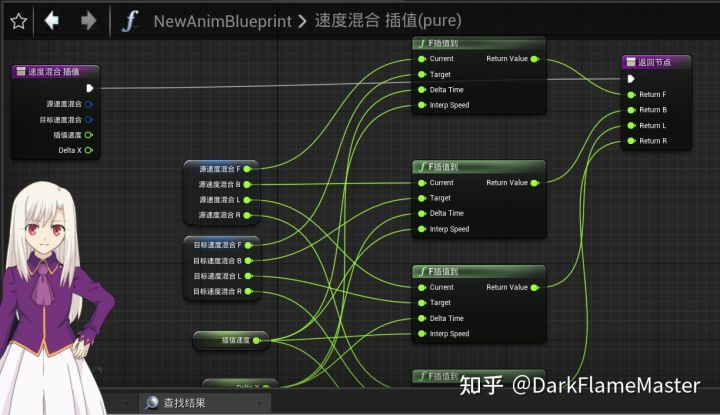 NewAnimBlueprint > 速度混合 插值(pure)
速度混合 插值
源速度混合
目标速度混合
插值速度
Delta X
源速度混合 F
源速度混合 B
源速度混合 L
源速度混合 R
目标速度混合 F
目标速度混合 B
目标速度混合 L
目标速度混合 R
插值速度
Delta X
F插值到
Current Return Value
Target
Delta Time
Interp Speed
F插值到
Current Return Value
Target
Delta Time
Interp Speed
F插值到
Current Return Value
Target
Delta Time
Interp Speed
F插值到
返回节点
Return F
Return B
Return L
Return R
查找结果
知乎 @DarkFlameMaster